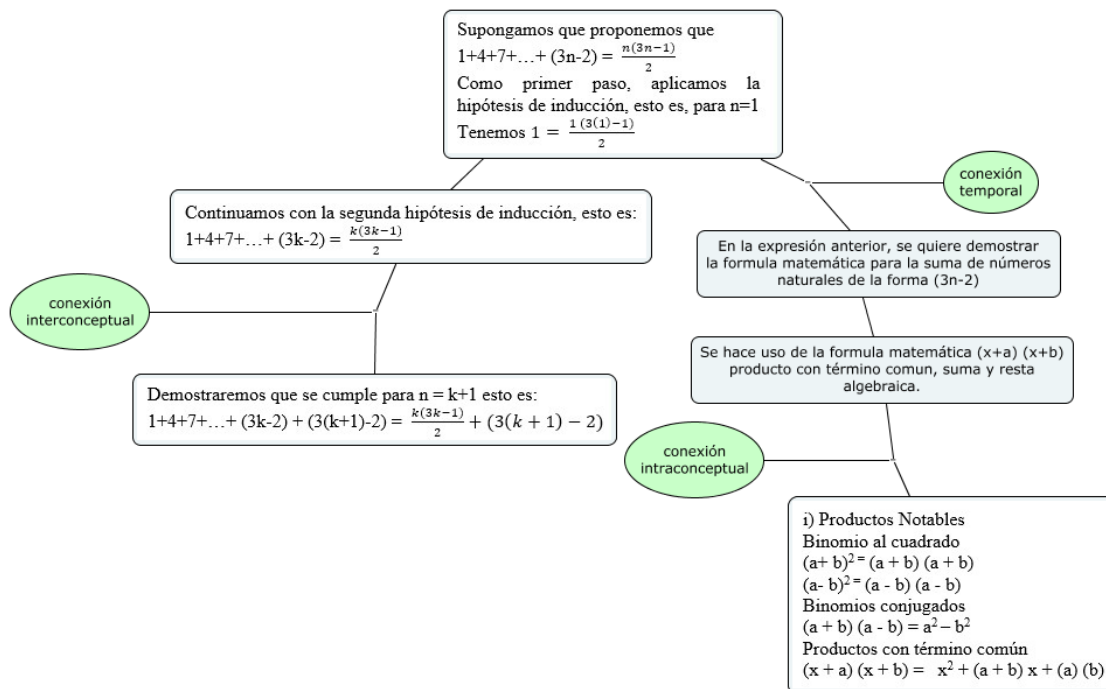 Supongamos que proponemos que
1+4+7+…+ (3n-2) = n(3n−1)/2
Como primer paso, aplicamos la
hipótesis de inducción, esto es, para n=1
Tenemos 1 = 1 (3(1)−1)/2
conexión
temporal
Continuamos con la segunda hipótesis de inducción, esto es:
1+4+7+…+ (3k-2) = k(3k−1)/2
En la expresión anterior, se quiere demostrar
la formula matemática para la suma de números
naturales de la forma (3n-2)
conexión
interconceptual
Se hace uso de la formula matemática (x+a) (x+b)
producto con término comun, suma y resta
algebraica.
Demostraremos que se cumple para n = k+1 esto es:
1+4+7+…+ (3k-2) + (3(k+1)-2) = k(3k−1)/2 + (3(k + 1) − 2)
conexión
intraconceptual
i) Productos Notables
Binomio al cuadrado
(a+ b)² = (a + b) (a + b)
(a- b)² = (a - b) (a - b)
Binomios conjugados
(a + b) (a - b) = a² – b²
Productos con término común
(x + a) (x + b) = x² + (a + b) x + (a) (b)